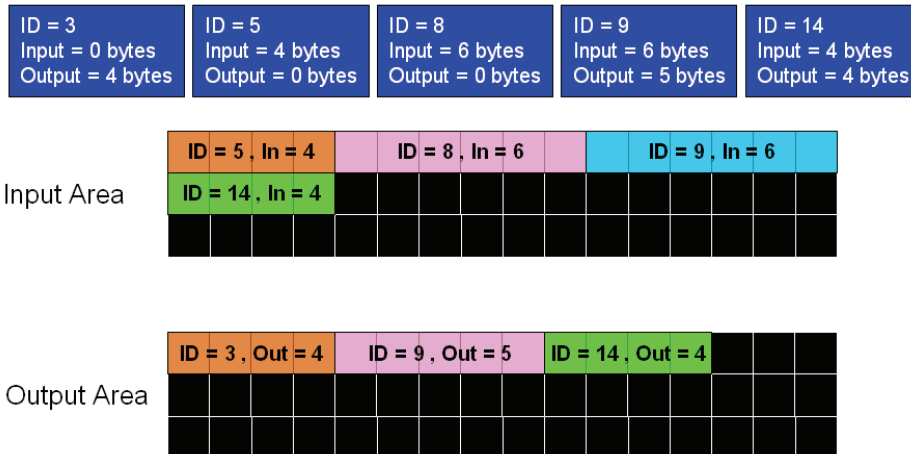 ID = 3
Input = 0 bytes
Output = 4 bytes
ID = 5
Input = 4 bytes
Output = 0 bytes
ID = 8
Input = 6 bytes
Output = 0 bytes
ID = 9
Input = 6 bytes
Output = 5 bytes
ID = 14
Input = 4 bytes
Output = 4 bytes
Input Area
ID = 5 , In = 4
ID = 8 , In = 6
ID = 9 , In = 6
ID = 14 , In = 4
Output Area
ID = 3 , Out = 4
ID = 9 , Out = 5
ID = 14 , Out = 4